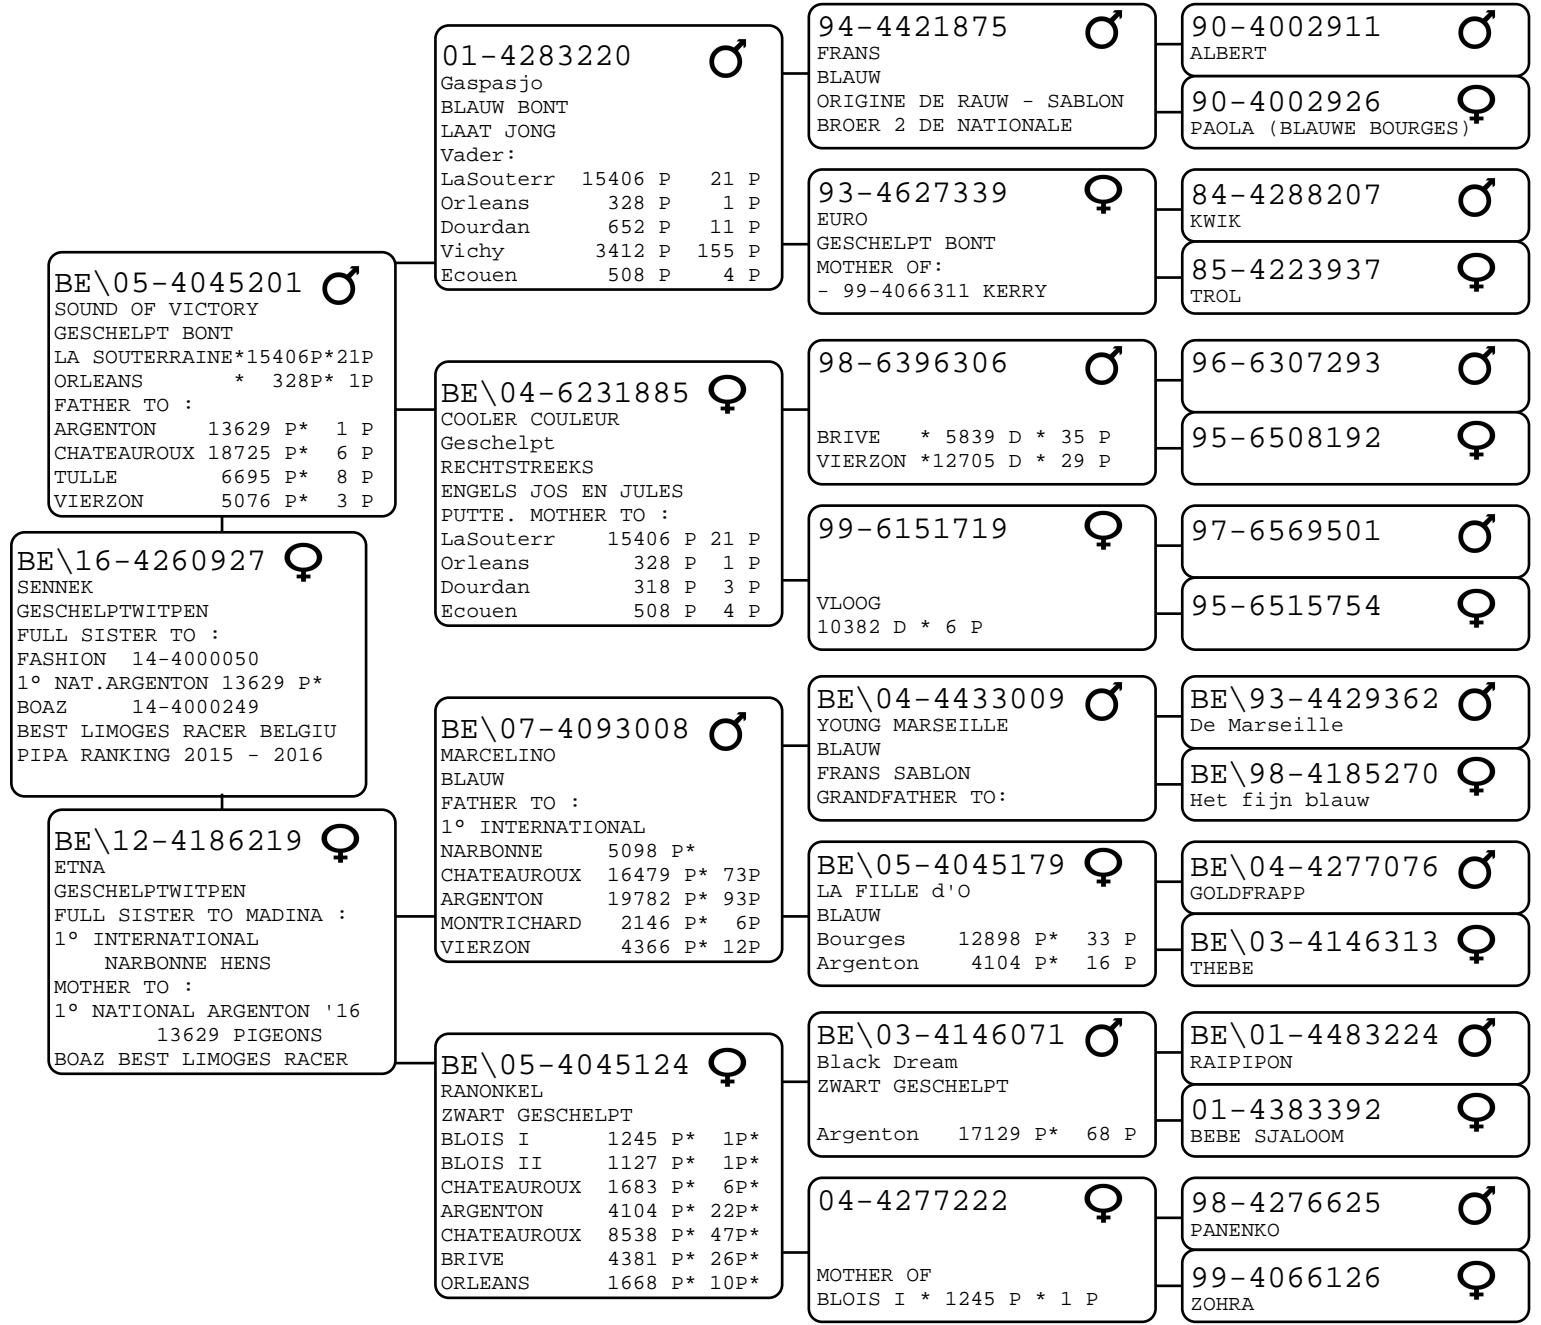 BE\16-4260927
SENNEK
GESCHELPTWITPEN
FULL SISTER TO :
FASHION 14-4000050
1º NAT.ARGENTON 13629 P*
BOAZ 14-4000249
BEST LIMOGES RACER BELGIU
PIPA RANKING 2015 - 2016
BE\05-4045201
SOUND OF VICTORY
GESCHELPT BONT
LA SOUTERRAINE*15406P*21P
ORLEANS * 328P* 1P
FATHER TO :
ARGENTON 13629 P* 1 P
CHATEAUROUX 18725 P* 6 P
TULLE 6695 P* 8 P
VIERZON 5076 P* 3 P
BE\12-4186219
ETNA
GESCHELPTWITPEN
FULL SISTER TO MADINA :
1º INTERNATIONAL
NARBONNE HENS
MOTHER TO :
1º NATIONAL ARGENTON '16
13629 PIGEONS
BOAZ BEST LIMOGES RACER
01-4283220
Gaspasjo
BLAUW BONT
LAAT JONG
Vader:
LaSouterr 15406 P 21 P
Orleans 328 P 1 P
Dourdan 652 P 11 P
Vichy 3412 P 155 P
Ecouen 508 P 4 P
BE\04-6231885
COOLER COULEUR
Geschelpt
RECHTSTREEKS
ENGELS JOS EN JULES
PUTTE. MOTHER TO :
LaSouterr 15406 P 21 P
Orleans 328 P 1 P
Dourdan 318 P 3 P
Ecouen 508 P 4 P
BE\07-4093008
MARCELINO
BLAUW
FATHER TO :
1º INTERNATIONAL
NARBONNE 5098 P*
CHATEAUROUX 16479 P* 73P
ARGENTON 19782 P* 93P
MONTRICHARD 2146 P* 6P
VIERZON 4366 P* 12P
BE\05-4045124
RANONKEL
ZWART GESCHELPT
BLOIS I 1245 P* 1P*
BLOIS II 1127 P* 1P*
CHATEAUROUX 1683 P* 6P*
ARGENTON 4104 P* 22P*
CHATEAUROUX 8538 P* 47P*
BRIVE 4381 P* 26P*
ORLEANS 1668 P* 10P*
94-4421875
FRANS
BLAUW
ORIGINE DE RAUW - SABLON
BROER 2 DE NATIONALE
93-4627339
EURO
GESCHELPT BONT
MOTHER OF:
- 99-4066311 KERRY
98-6396306
BRIVE * 5839 D * 35 P
VIERZON *12705 D * 29 P
99-6151719
VLOOG
10382 D * 6 P
BE\04-4433009
YOUNG MARSEILLE
BLAUW
FRANS SABLON
GRANDFATHER TO:
BE\05-4045179
LA FILLE d'O
BLAUW
Bourges 12898 P* 33 P
Argenton 4104 P* 16 P
BE\03-4146071
Black Dream
ZWART GESCHELPT
Argenton 17129 P* 68 P
04-4277222
MOTHER OF
BLOIS I * 1245 P * 1 P
90-4002911
ALBERT
90-4002926
PAOLA (BLAUWE BOURGES)
84-4288207
KWIK
85-4223937
TROL
96-6307293
95-6508192
97-6569501
95-6515754
BE\93-4429362
De Marseille
BE\98-4185270
Het fijn blauw
BE\04-4277076
GOLDFRAPP
BE\03-4146313
THEBE
BE\01-4483224
RAIPIPON
01-4383392
BEBE SJALOOM
98-4276625
PANENKO
99-4066126
ZOHRA